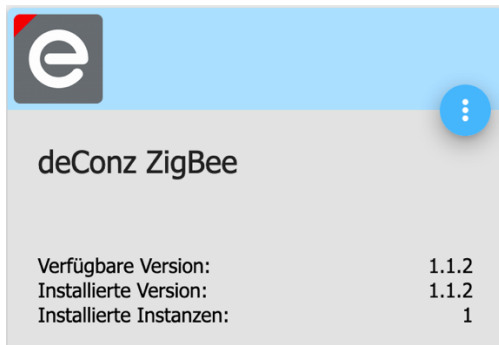 deConz ZigBee
Verfügbare Version: 1.1.2
Installierte Version: 1.1.2
Installierte Instanzen: 1